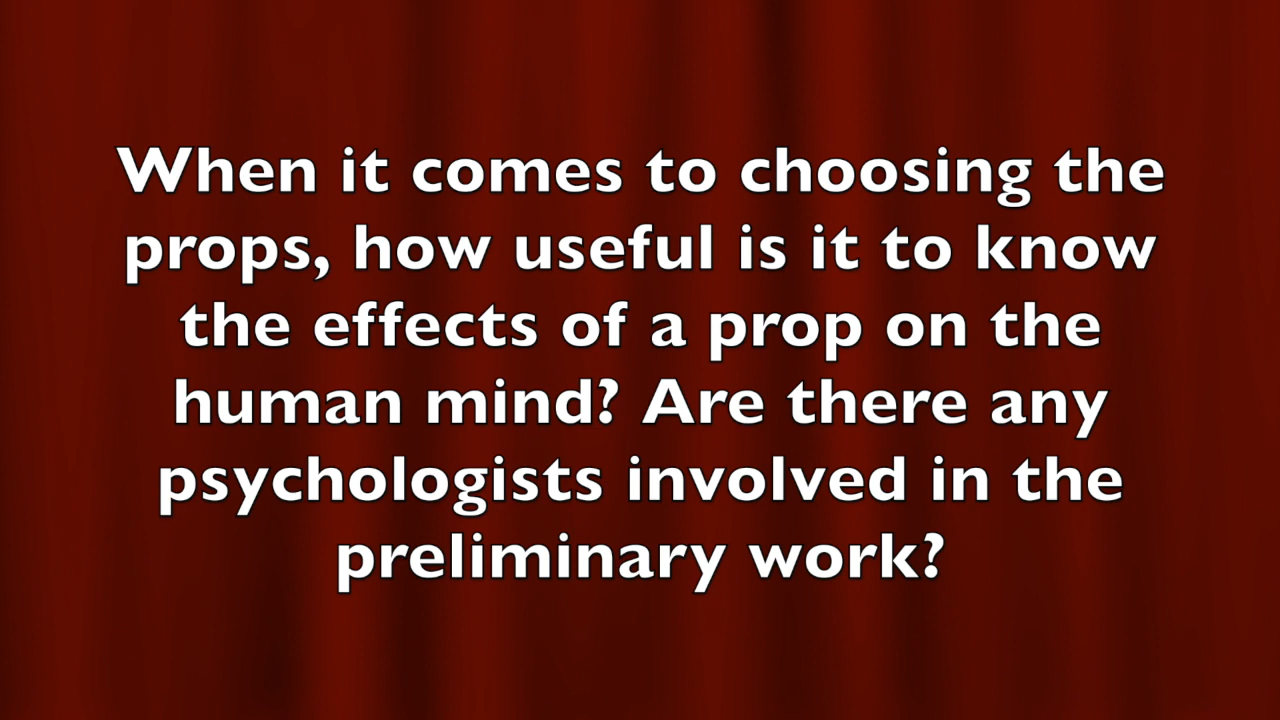 When it comes to choosing the
props, how useful is it to know
the effects of a prop on the
human mind? Are there any
psychologists involved in the
preliminary work?